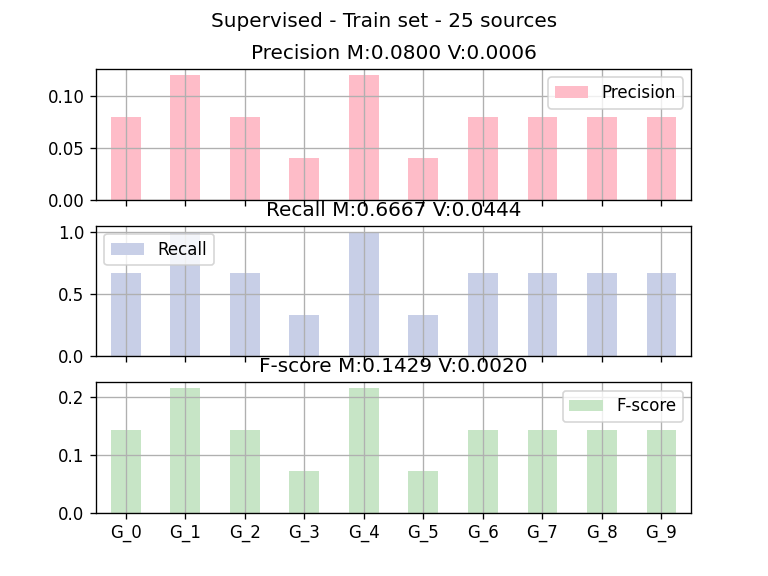 Supervised - Train set - 25 sources
Precision M:0.0800 V:0.0006
0.10
0.05
0.00
Precision
Recall M:0.6667 V:0.0444
1.0
0.5
0.0
Recall
F-score M:0.1429 V:0.0020
0.2
0.1
0.0
F-score
G_0 G_1 G_2 G_3 G_4 G_5 G_6 G_7 G_8 G_9